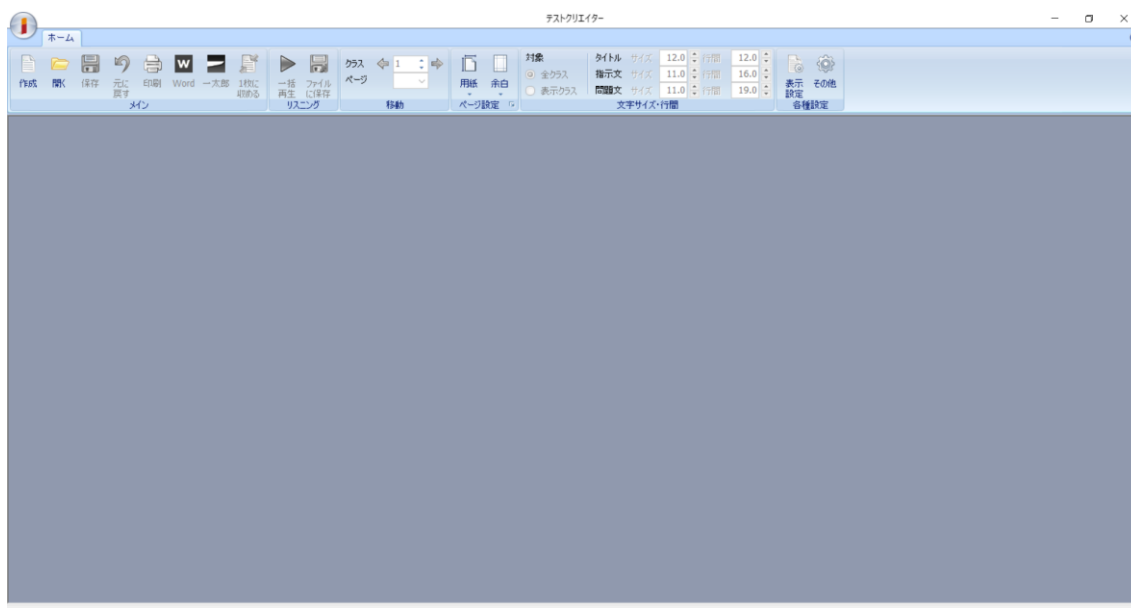 テストクリエイター
ホーム
作成 開く 保存 元に戻す 印刷 Word 一太郎 1枚に収める
メイン
一括再生 ファイルに保存
リスニング
クラス 1
ページ
移動
用紙 余白
ページ設定
対象
全クラス
表示クラス
タイトル サイズ 12.0 行間 12.0
指示文 サイズ 11.0 行間 16.0
問題文 サイズ 11.0 行間 19.0
文字サイズ・行間
表示設定 その他
各種設定